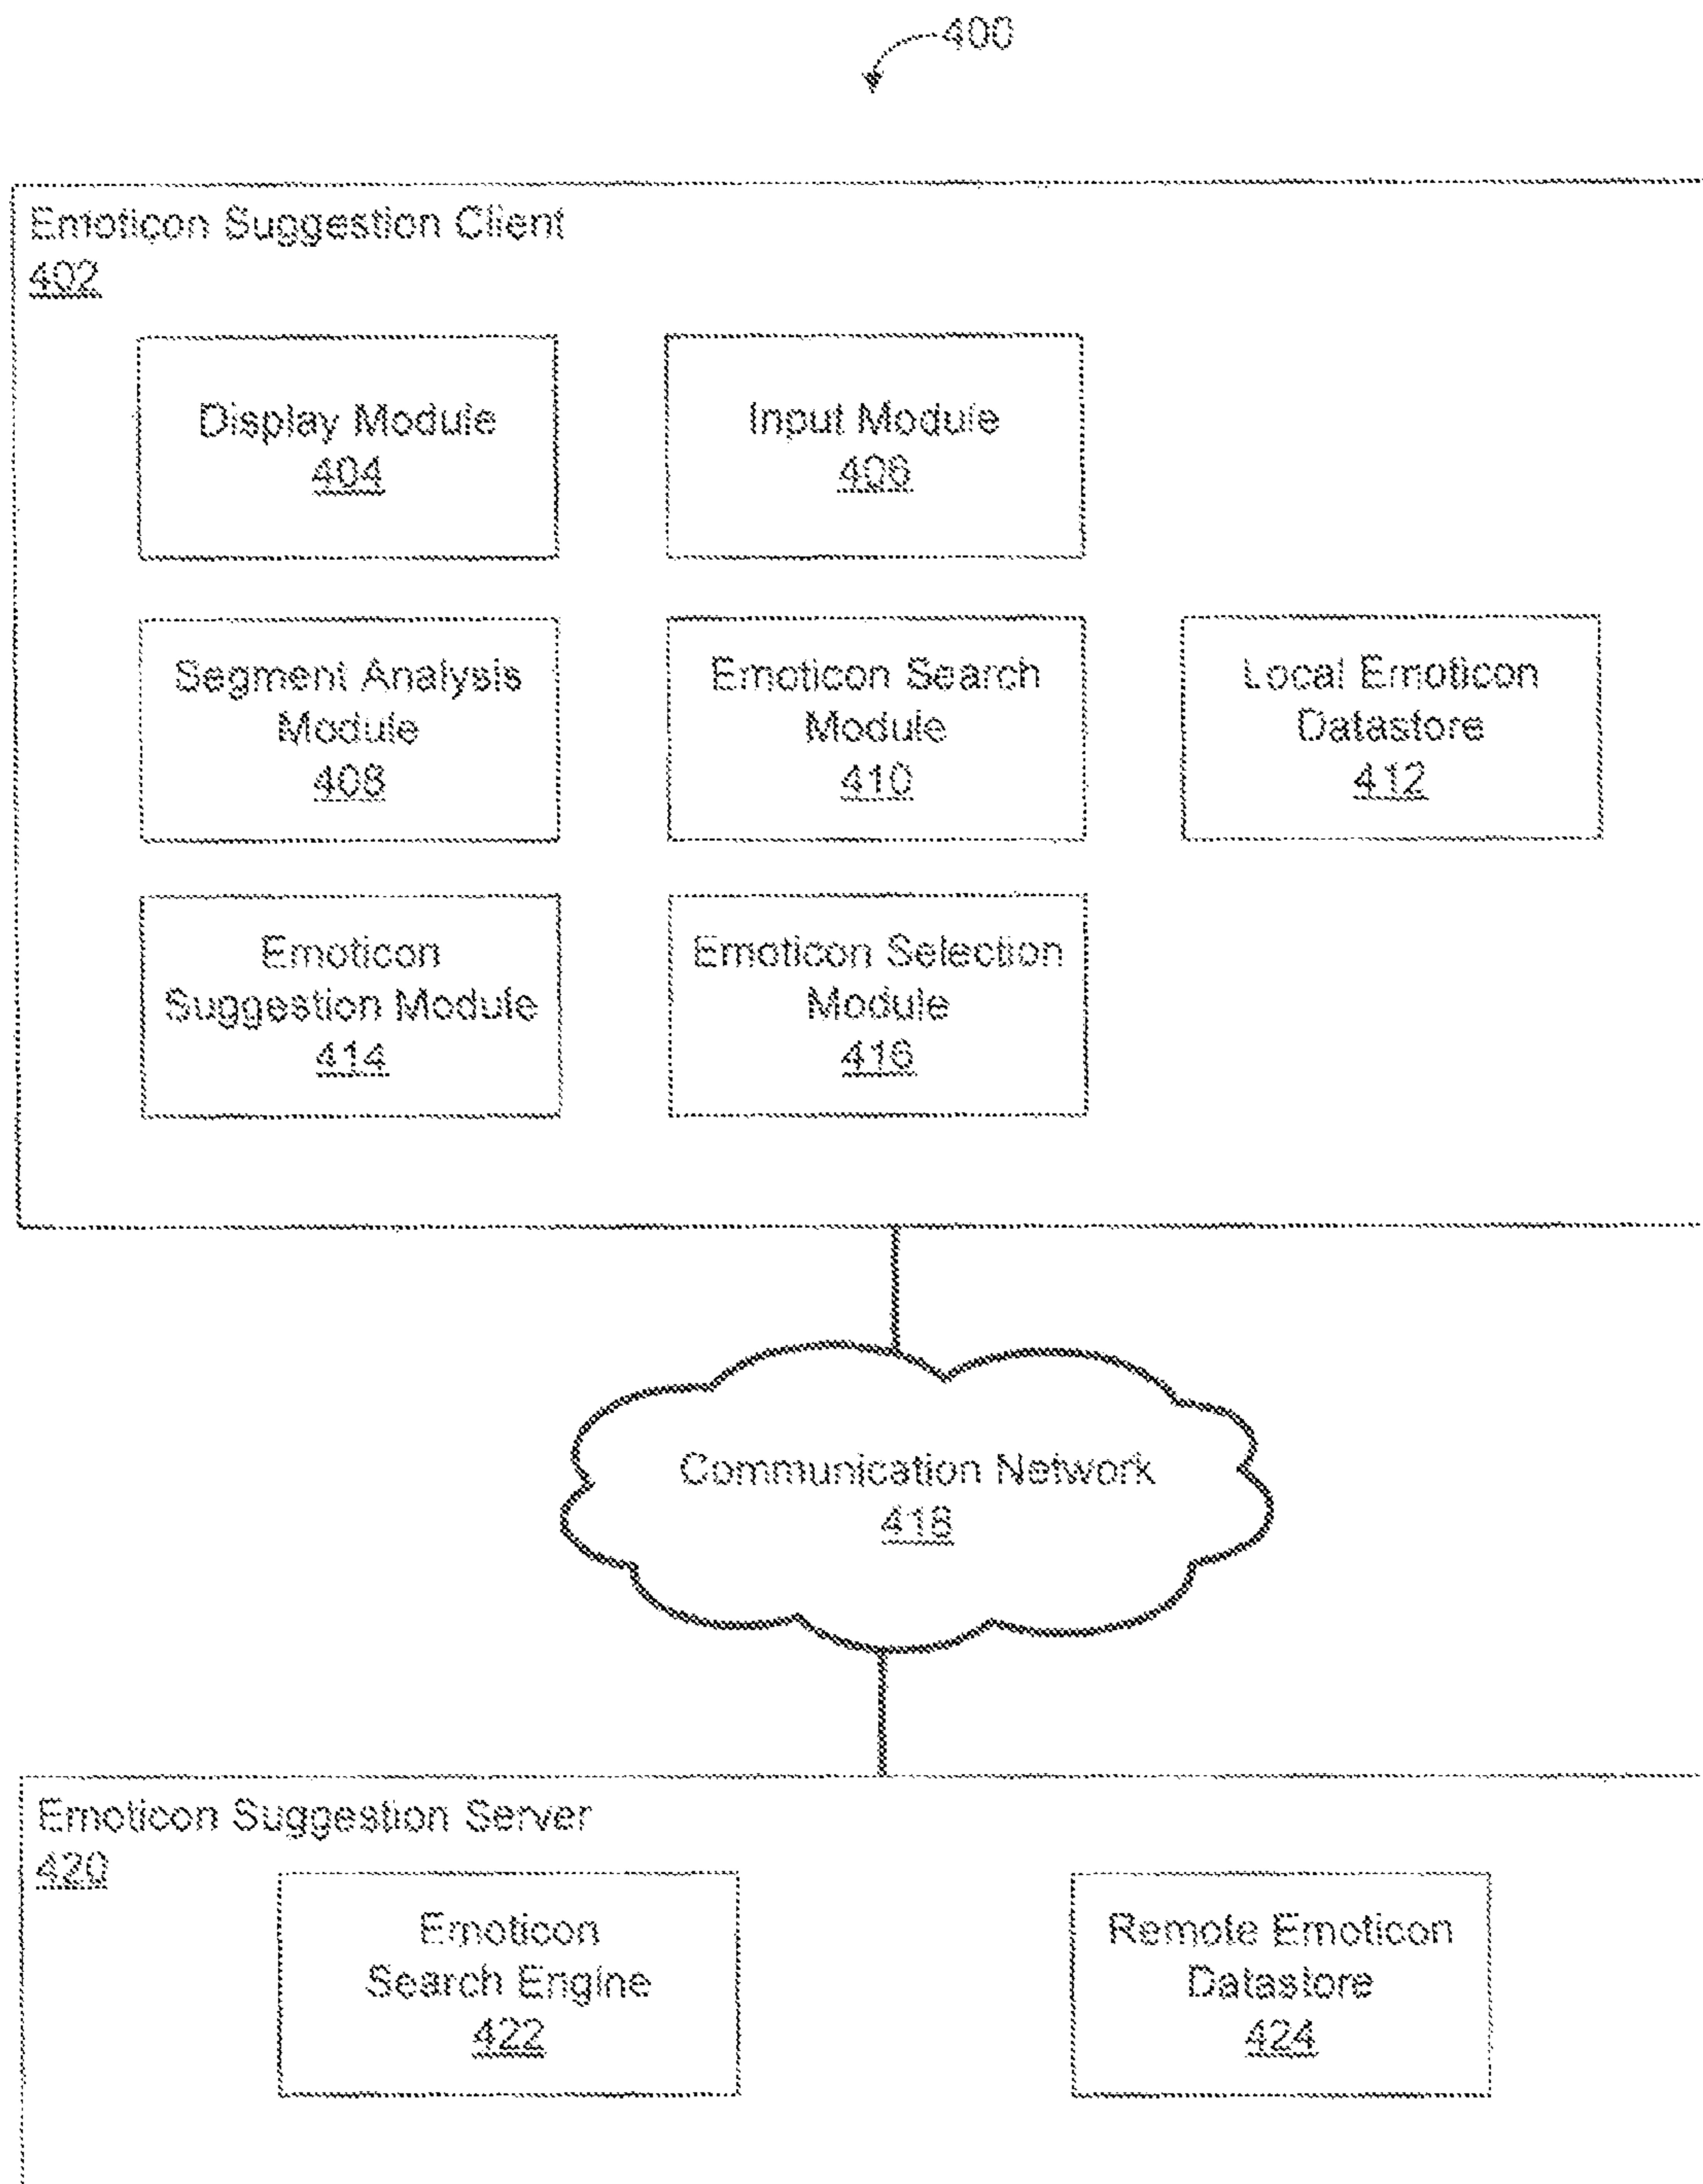 400
Emoticon Suggestion Client
402
Display Module
404
Input Module
406
Segment Analysis
Module
408
Emoticon Search
Module
410
Local Emoticon
Datastore
412
Emoticon
Suggestion Module
414
Emoticon Selection
Module
416
Communication Network
418
Emoticon Suggestion Server
420
Emoticon
Search Engine
422
Remote Emoticon
Datastore
424